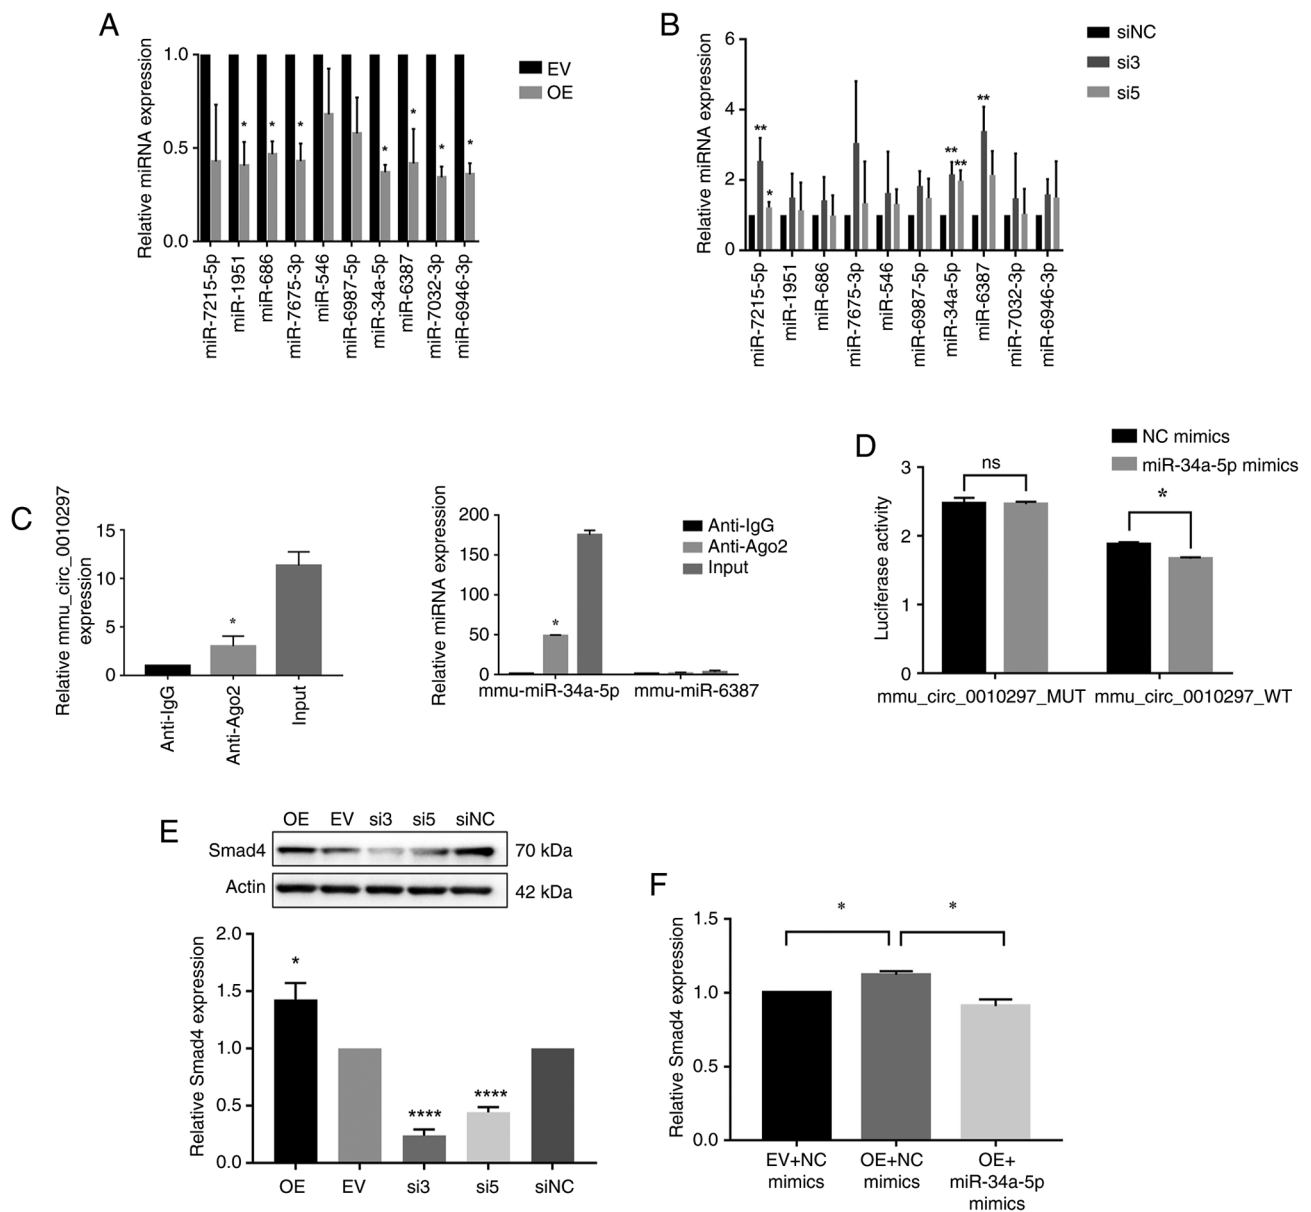 A
Relative miRNA expression
1.0
0.5
0.0
* * * * * * *
miR-7215-5p
miR-1951
miR-686
miR-7675-3p
miR-546
miR-6987-5p
miR-34a-5p
miR-6387
miR-7032-3p
miR-6946-3p
EV
OE
B
Relative miRNA expression
6
4
2
0
** * ** ** **
miR-7215-5p
miR-1951
miR-686
miR-7675-3p
miR-546
miR-6987-5p
miR-34a-5p
miR-6387
miR-7032-3p
miR-6946-3p
siNC
si3
si5
C
Relative mmu_circ_0010297
expression
15
10
5
0
*
Anti-IgG
Anti-Ago2
Input
Relative miRNA expression
200
150
100
50
0
*
mmu-miR-34a-5p
mmu-miR-6387
Anti-IgG
Anti-Ago2
Input
D
NC mimics
miR-34a-5p mimics
Luciferase activity
3
2
1
0
ns
*
mmu_circ_0010297_MUT
mmu_circ_0010297_WT
E
OE EV si3 si5 siNC
Smad4
70 kDa
Actin
42 kDa
Relative Smad4 expression
2.0
1.5
1.0
0.5
0.0
*
****
****
OE
EV
si3
si5
siNC
F
Relative Smad4 expression
1.5
1.0
0.5
0.0
*
*
EV+NC
mimics
OE+NC
mimics
OE+
miR-34a-5p
mimics